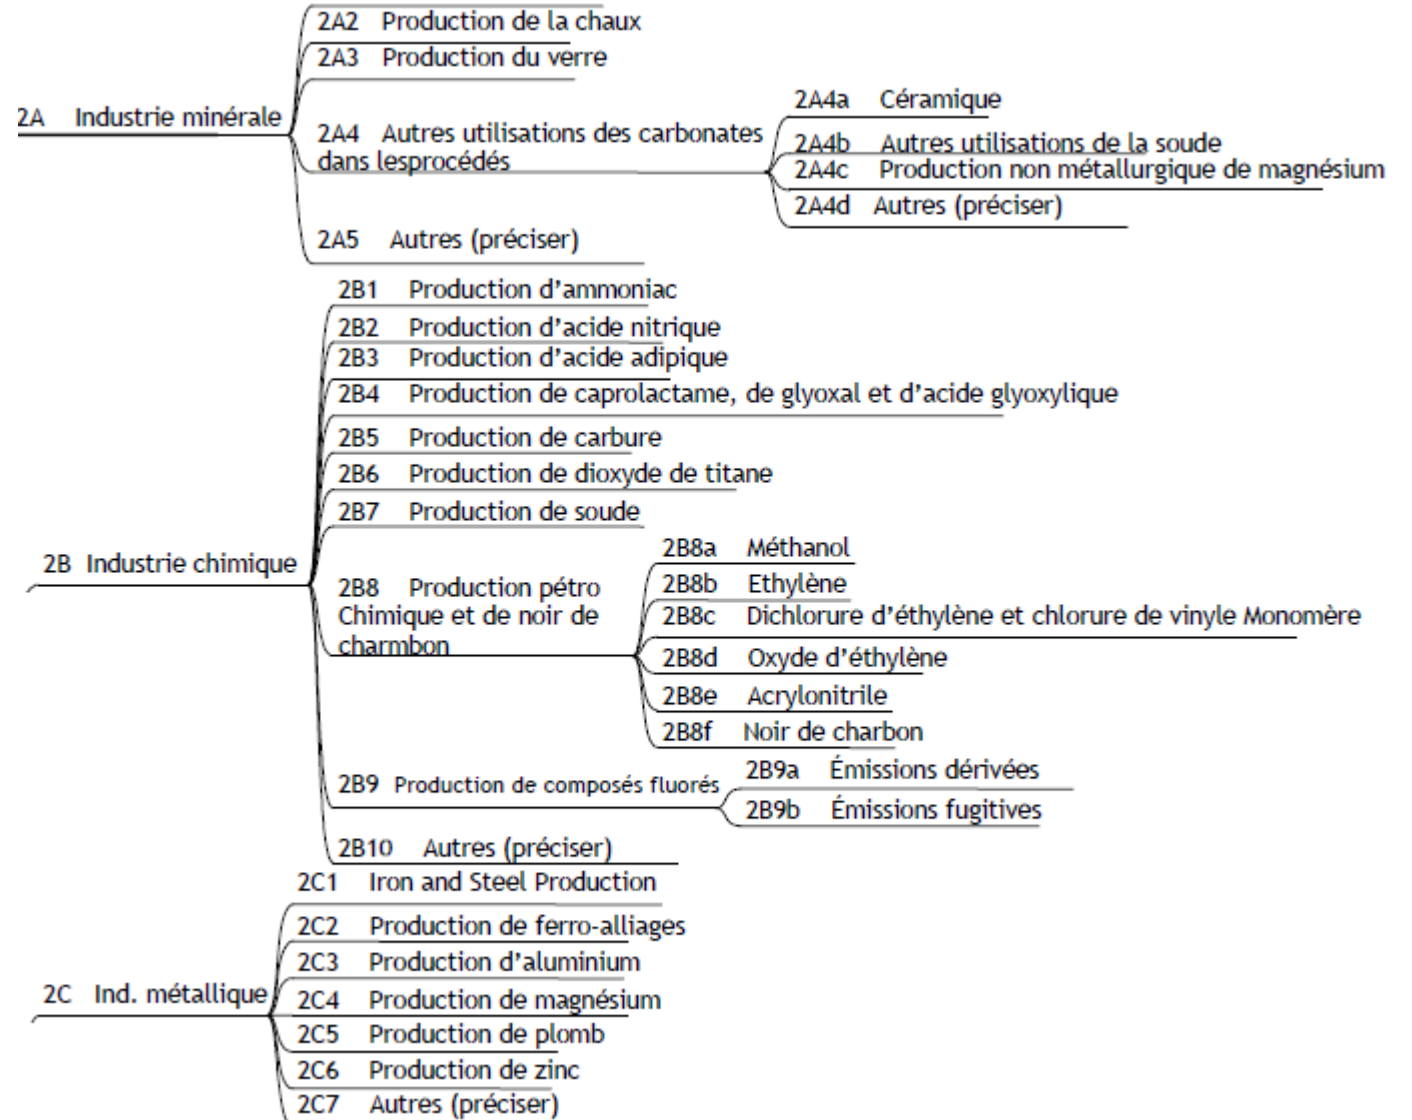 2A2 Production de la chaux
2A3 Production du verre
2A Industrie minérale
2A4 Autres utilisations des carbonates
dans lesprocédés
2A4a Céramique
2A4b Autres utilisations de la soude
2A4c Production non métallurgique de magnésium
2A4d Autres (préciser)
2A5 Autres (préciser)
2B1 Production d’ammoniac
2B2 Production d’acide nitrique
2B3 Production d’acide adipique
2B4 Production de caprolactame, de glyoxal et d’acide glyoxylique
2B5 Production de carbure
2B6 Production de dioxyde de titane
2B7 Production de soude
2B Industrie chimique
2B8 Production pétro
Chimique et de noir de
charmbon
2B8a Méthanol
2B8b Ethylène
2B8c Dichlorure d’éthylène et chlorure de vinyle Monomère
2B8d Oxyde d’éthylène
2B8e Acrylonitrile
2B8f Noir de charbon
2B9 Production de composés fluorés
2B9a Émissions dérivées
2B9b Émissions fugitives
2B10 Autres (préciser)
2C1 Iron and Steel Production
2C2 Production de ferro-alliages
2C3 Production d’aluminium
2C Ind. métallique
2C4 Production de magnésium
2C5 Production de plomb
2C6 Production de zinc
2C7 Autres (préciser)